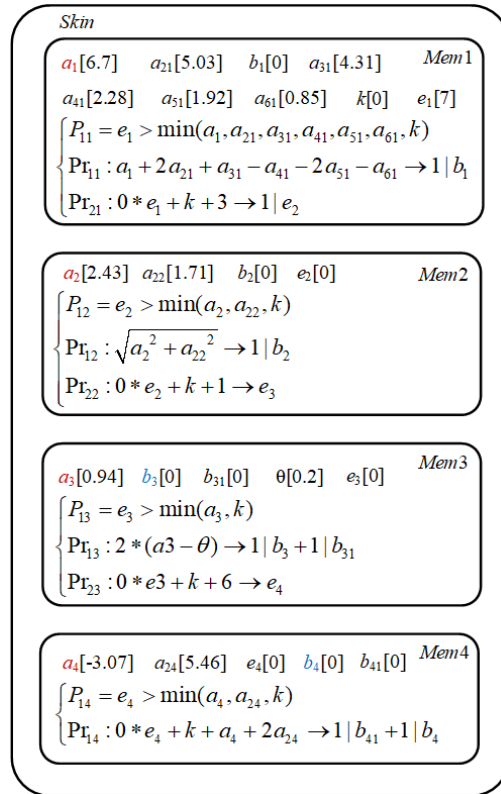 Skin
a₁[6.7] a₂₁[5.03] b₁[0] a₃₁[4.31] Mem1
a₄₁[2.28] a₅₁[1.92] a₆₁[0.85] k[0] e₁[7]
P₁₁ = e₁ > min(a₁, a₂₁, a₃₁, a₄₁, a₅₁, a₆₁, k)
Pr₁₁ : a₁ + 2a₂₁ + a₃₁ − a₄₁ − 2a₅₁ − a₆₁ → 1 | b₁
Pr₂₁ : 0 * e₁ + k + 3 → 1 | e₂
a₂[2.43] a₂₂[1.71] b₂[0] e₂[0] Mem2
P₁₂ = e₂ > min(a₂, a₂₂, k)
Pr₁₂ : √(a₂² + a₂₂²) → 1 | b₂
Pr₂₂ : 0 * e₂ + k + 1 → e₃
a₃[0.94] b₃[0] b₃₁[0] θ[0.2] e₃[0] Mem3
P₁₃ = e₃ > min(a₃, k)
Pr₁₃ : 2 * (a3 − θ) → 1 | b₃ + 1 | b₃₁
Pr₂₃ : 0 * e3 + k + 6 → e₄
a₄[-3.07] a₂₄[5.46] e₄[0] b₄[0] b₄₁[0] Mem4
P₁₄ = e₄ > min(a₄, a₂₄, k)
Pr₁₄ : 0 * e₄ + k + a₄ + 2a₂₄ → 1 | b₄₁ + 1 | b₄